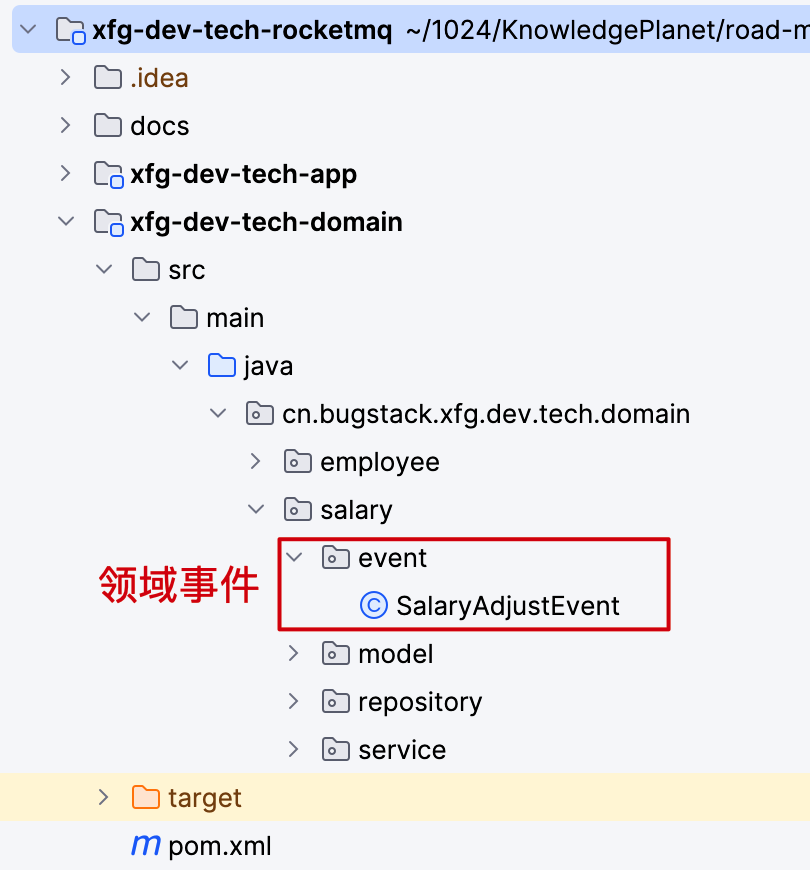 xfg-dev-tech-rocketmq ~/1024/KnowledgePlanet/road-m
.idea
docs
xfg-dev-tech-app
xfg-dev-tech-domain
src
main
java
cn.bugstack.xfg.dev.tech.domain
employee
salary
event
领域事件
SalaryAdjustEvent
model
repository
service
target
pom.xml